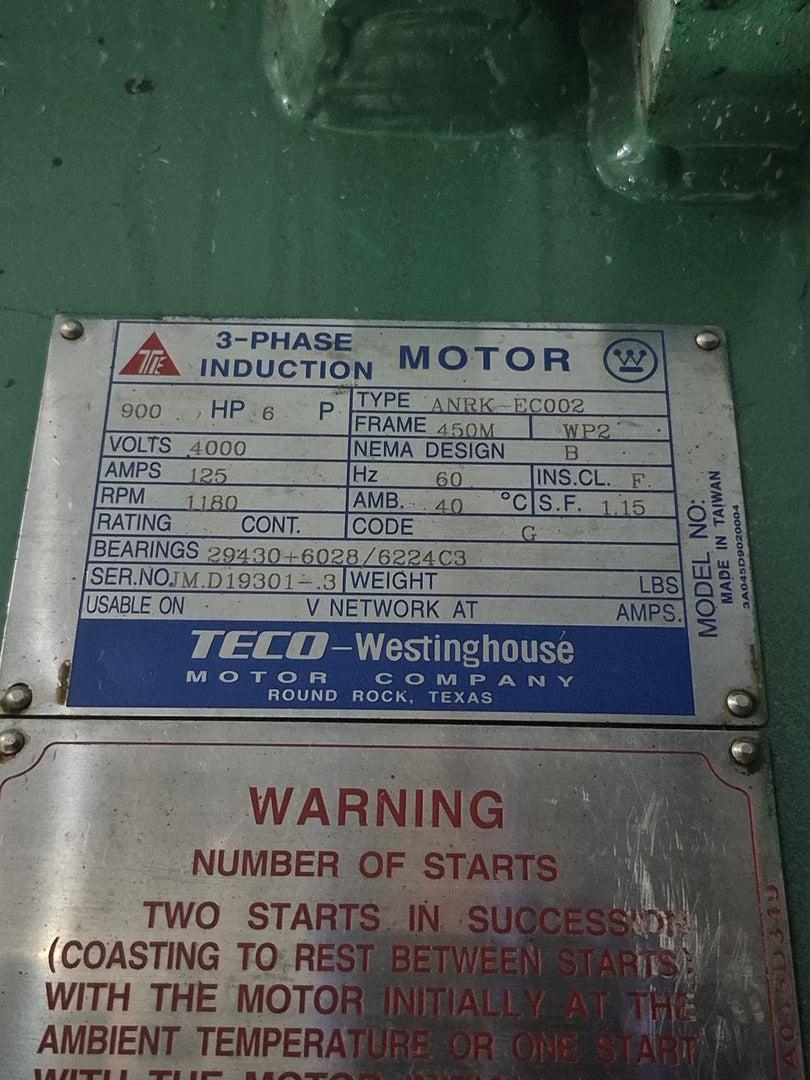 3-PHASE INDUCTION MOTOR
900 HP 6 P TYPE ANRK-EC002
FRAME 450M WP2
VOLTS 4000 NEMA DESIGN B
AMPS 125 Hz 60 INS.CL. F
RPM 1180 AMB. 40 °C S.F. 1.15
RATING CONT. CODE G
BEARINGS 29430+6028/6224C3
SER.NO. JM.D19301-.3 WEIGHT LBS
USABLE ON V NETWORK AT AMPS.
MODEL NO:
MADE IN TAIWAN
3A045D9020004
TECO-Westinghouse
MOTOR COMPANY
ROUND ROCK, TEXAS
WARNING
NUMBER OF STARTS
TWO STARTS IN SUCCESSION
(COASTING TO REST BETWEEN STARTS)
WITH THE MOTOR INITIALLY AT THE
AMBIENT TEMPERATURE OR ONE START
WITH THE MOTOR